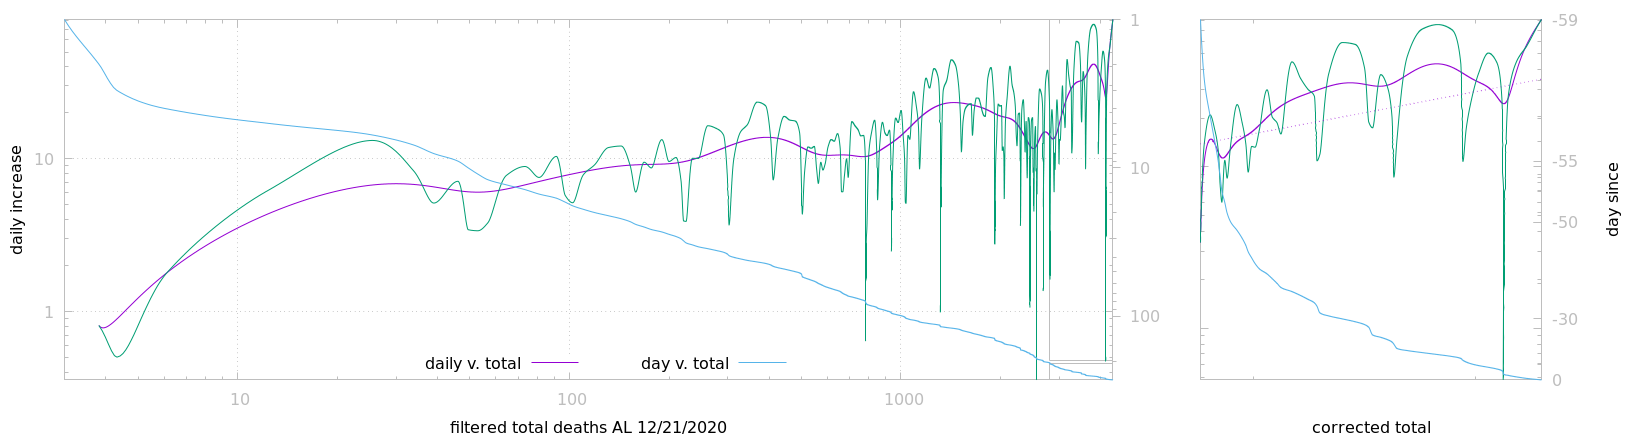 daily increase
10
1
daily v. total
day v. total
10
100
1000
filtered total deaths AL 12/21/2020
1
10
100
-59
-55
-50
-30
0
day since
corrected total